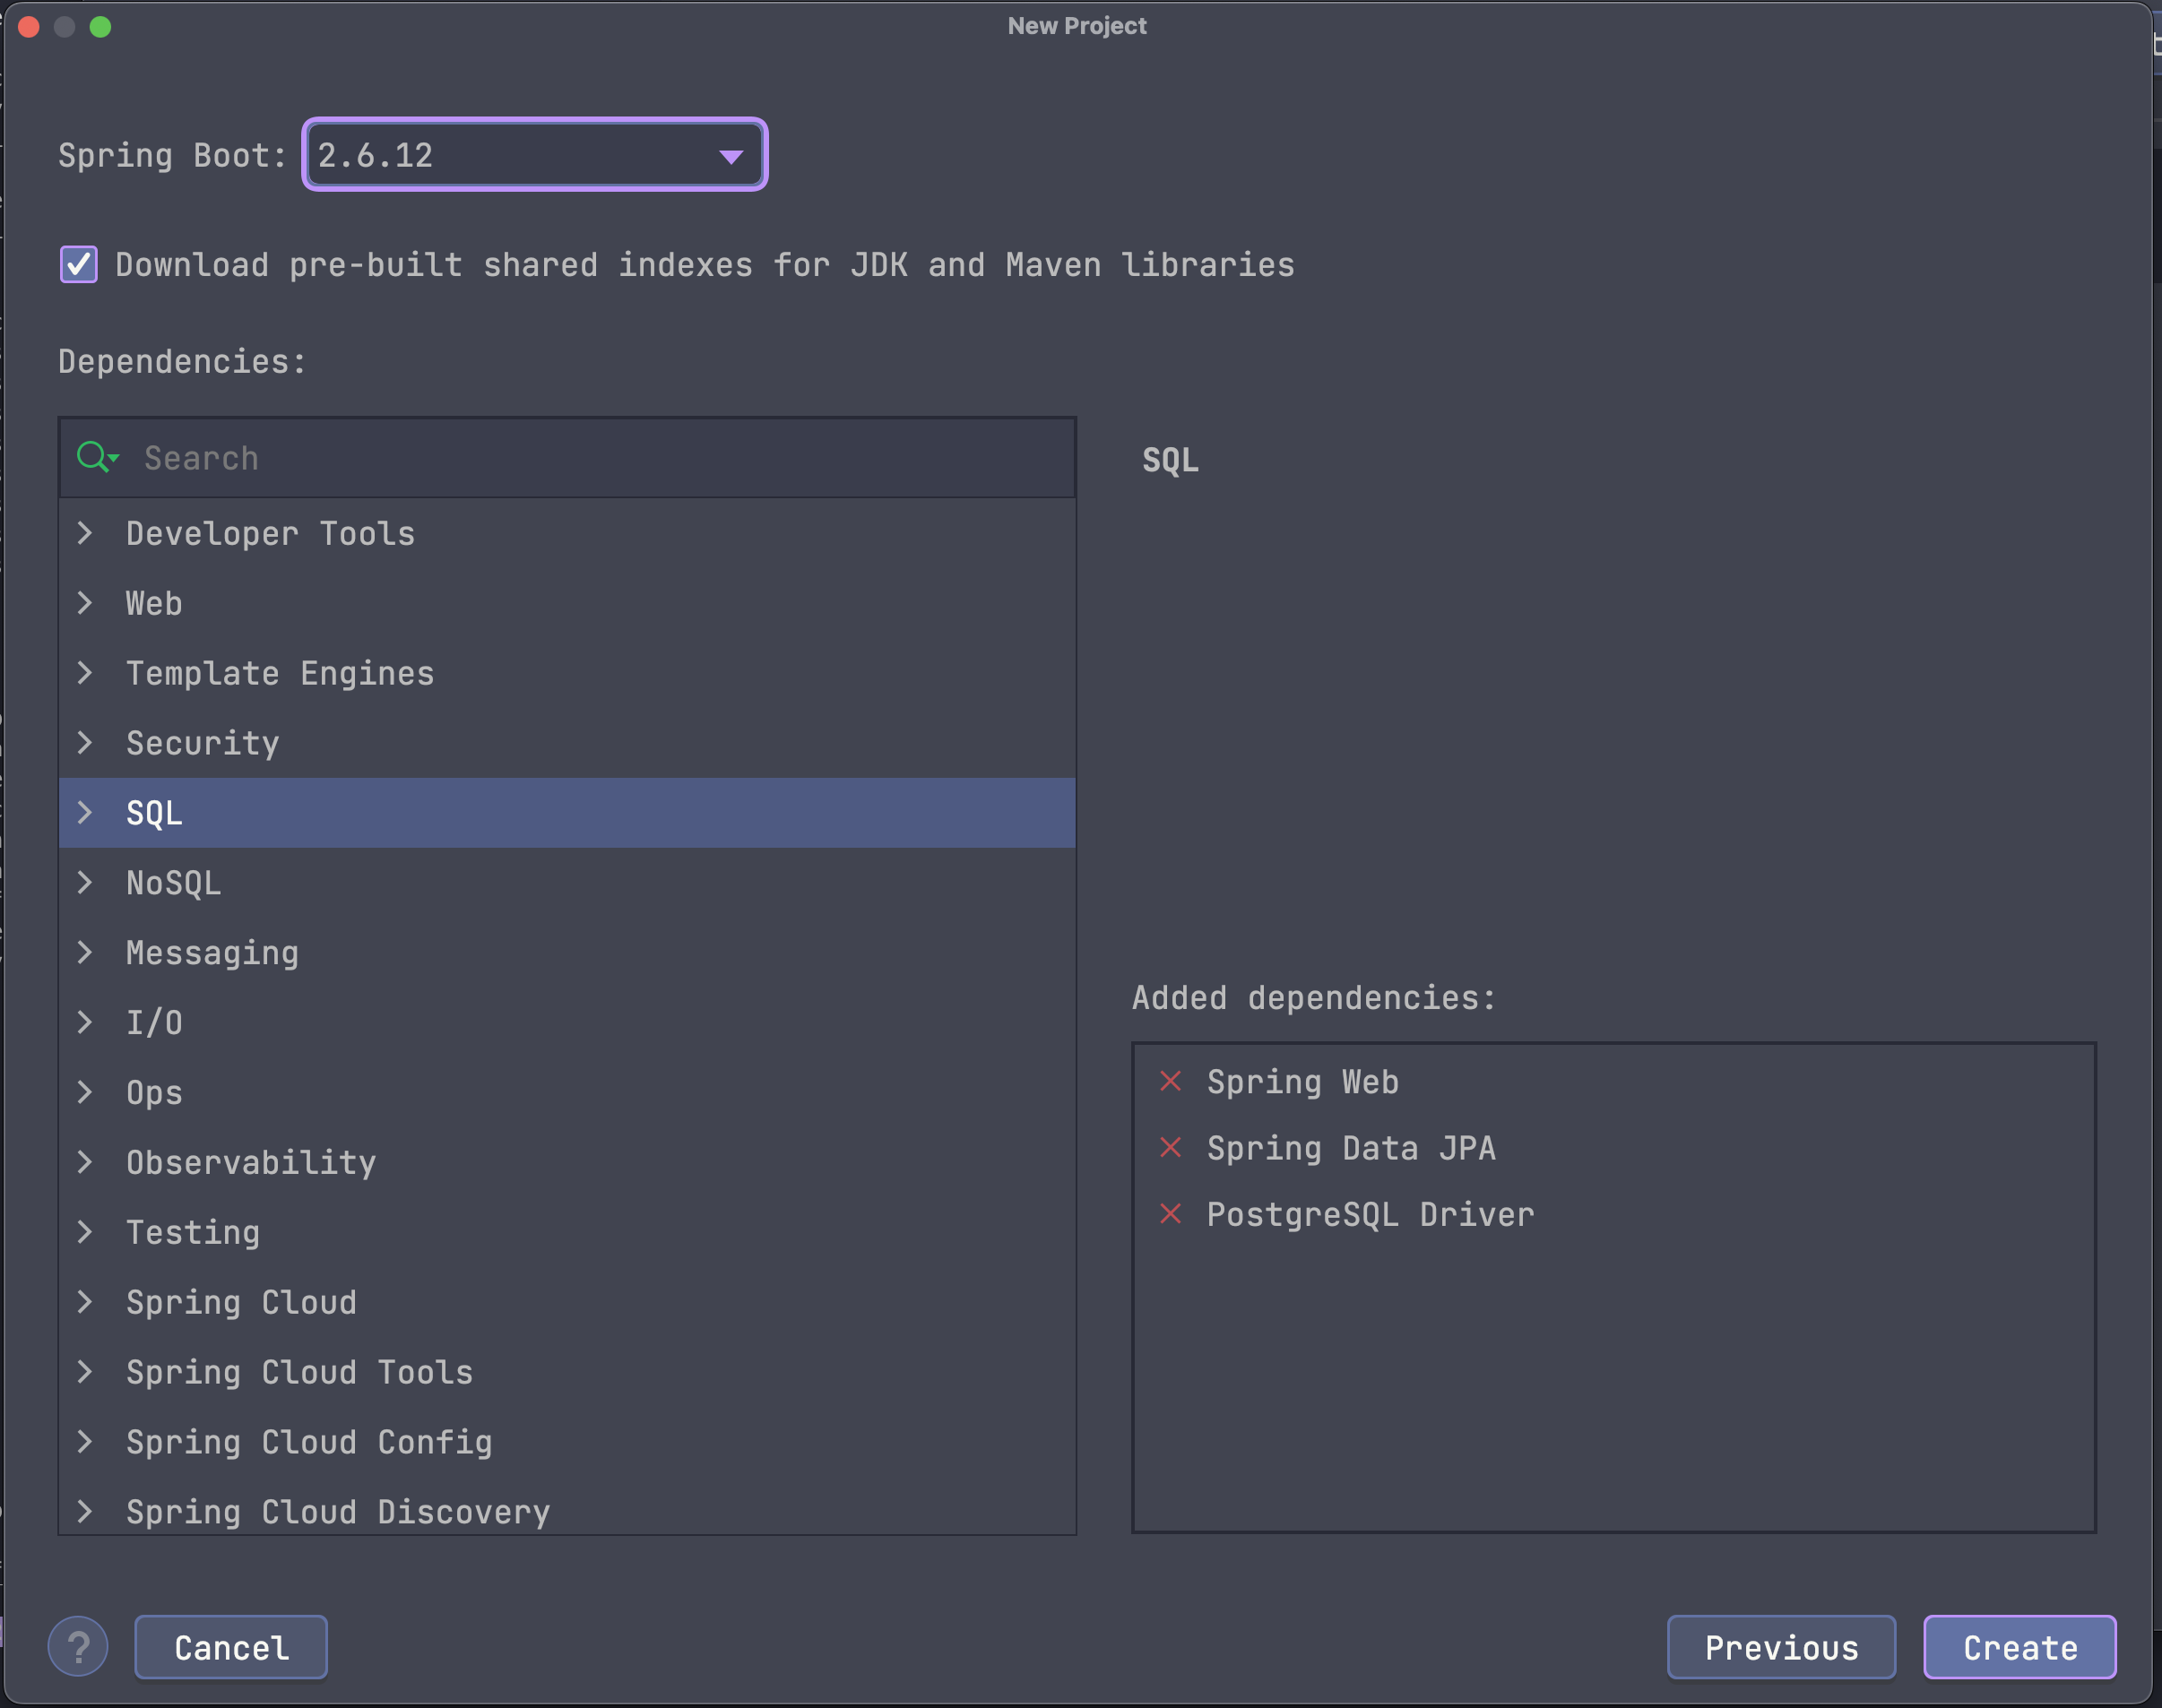 New Project
Spring Boot: 2.6.12
Download pre-built shared indexes for JDK and Maven libraries
Dependencies:
Search
Developer Tools
Web
Template Engines
Security
SQL
NoSQL
Messaging
I/O
Ops
Observability
Testing
Spring Cloud
Spring Cloud Tools
Spring Cloud Config
Spring Cloud Discovery
SQL
Added dependencies:
Spring Web
Spring Data JPA
PostgreSQL Driver
?
Cancel
Previous
Create